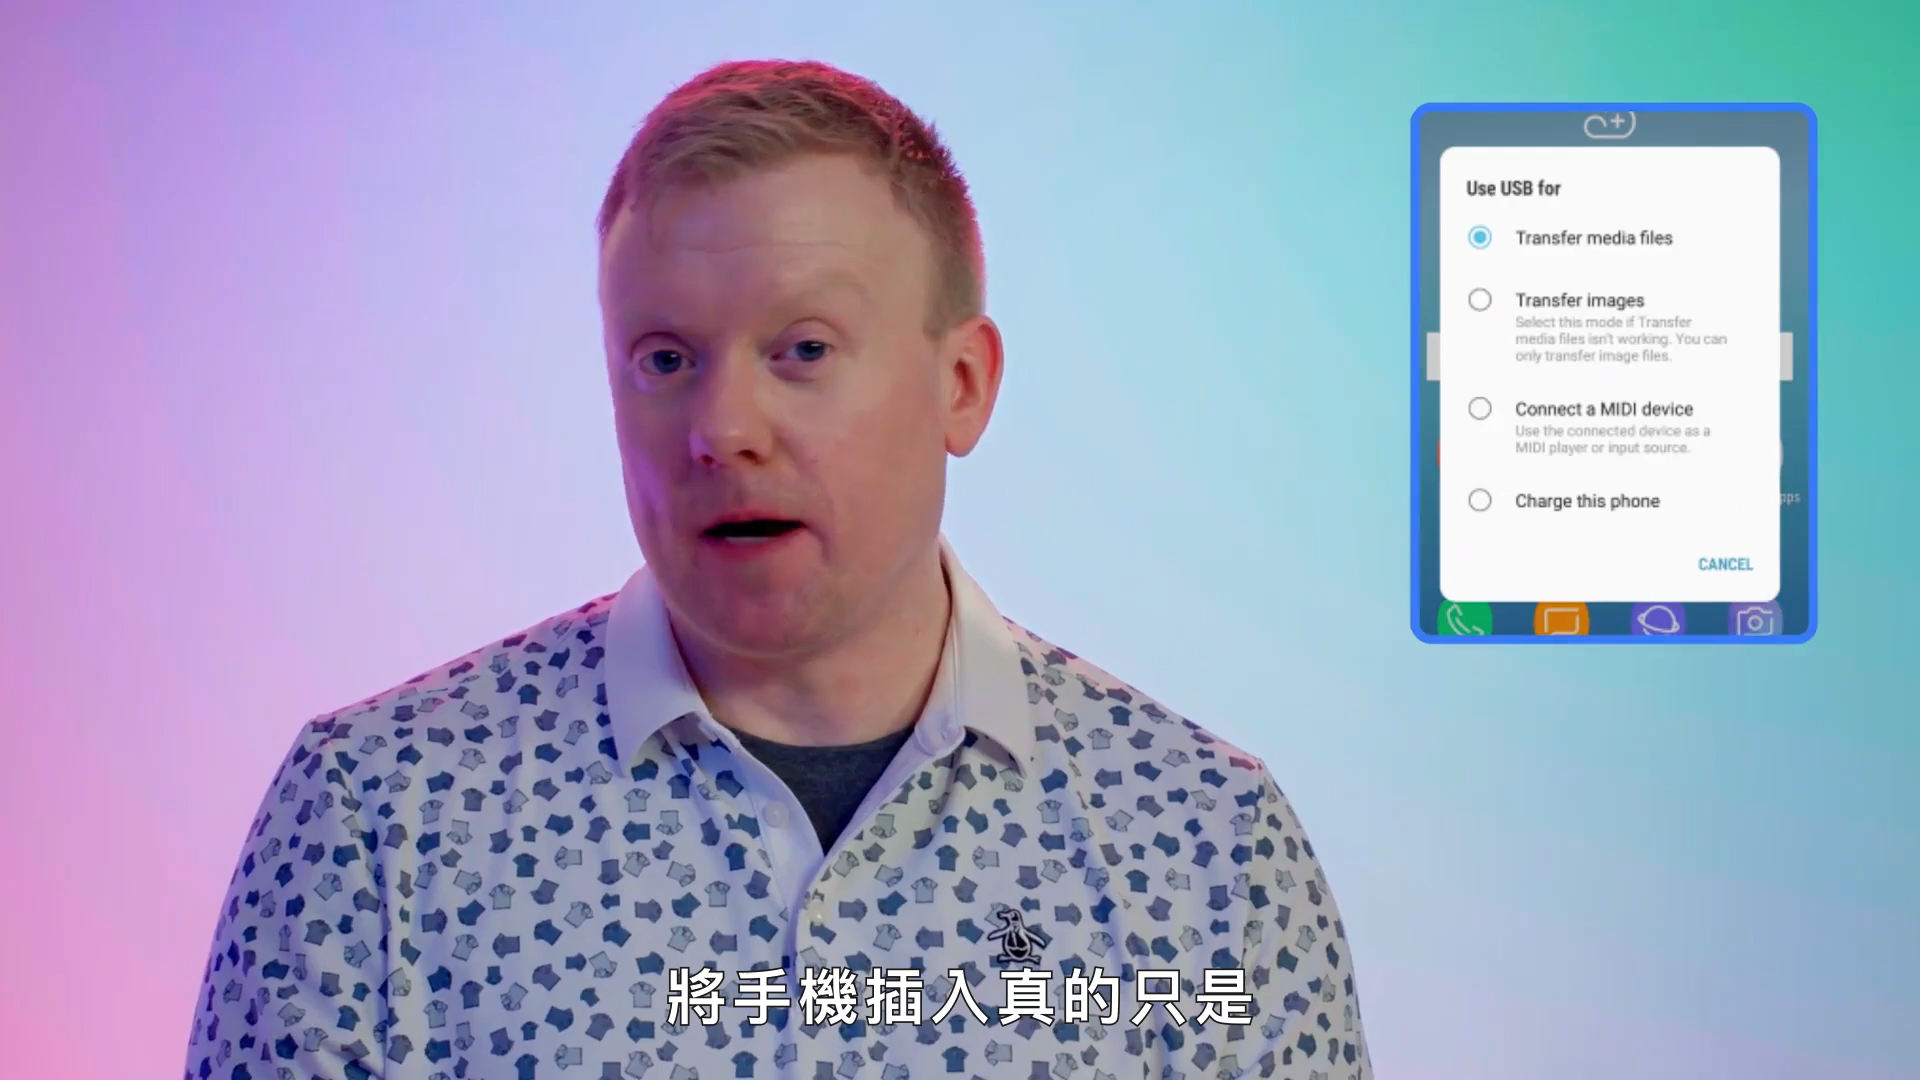 Use USB for
Transfer media files
Transfer images
Select this mode if Transfer
media files isn't working. You can
only transfer image files.
Connect a MIDI device
Use the connected device as a
MIDI player or input source.
Charge this phone
pps
CANCEL
將手機插入真的只是